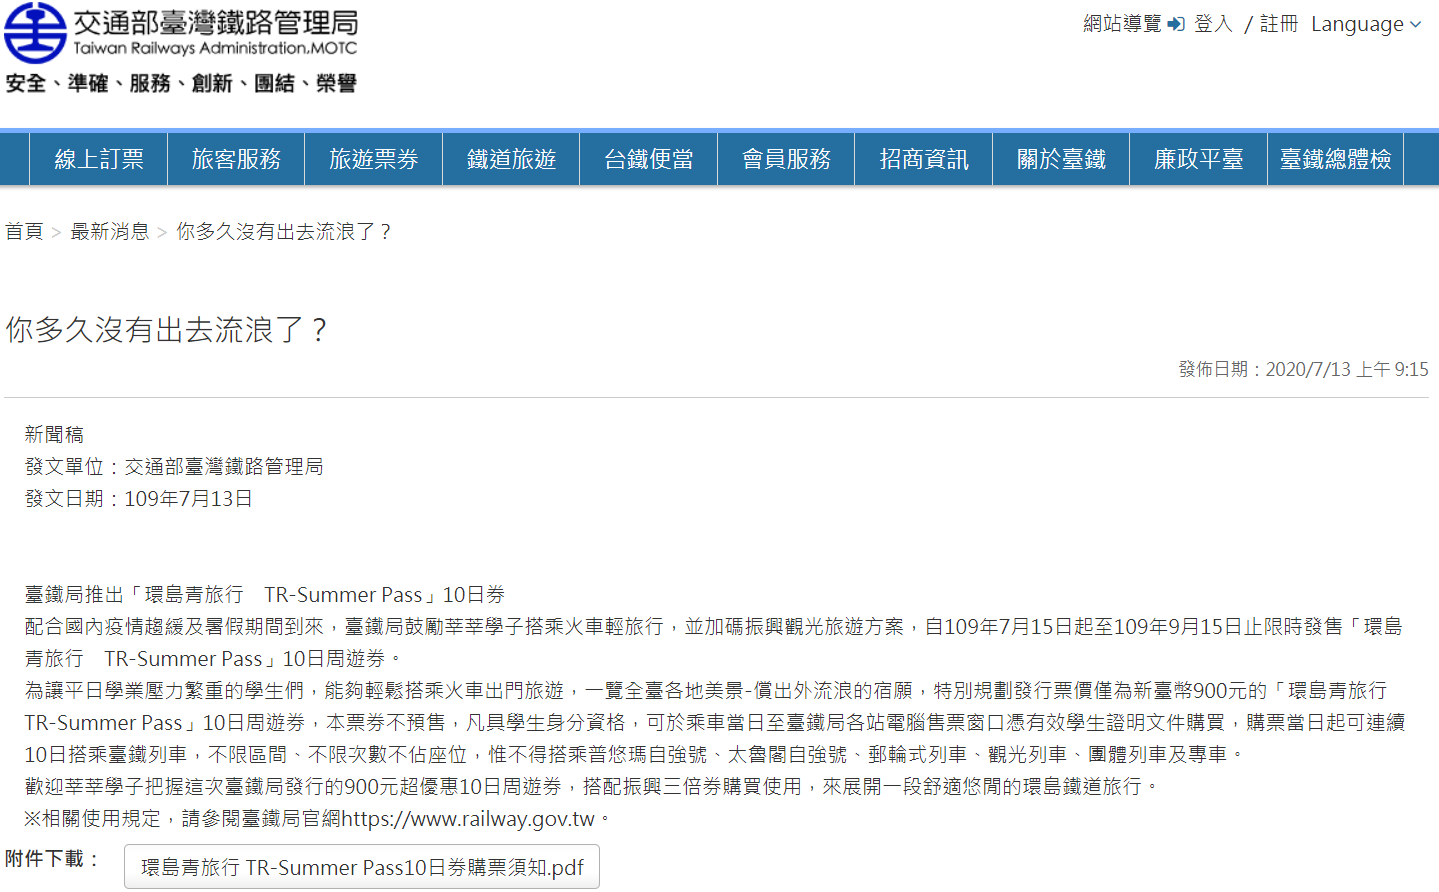 交通部臺灣鐵路管理局
Taiwan Railways Administration,MOTC
安全、準確、服務、創新、團結、榮譽
網站導覽 登入 / 註冊 Language
線上訂票 旅客服務 旅遊票券 鐵道旅遊 台鐵便當 會員服務 招商資訊 關於臺鐵 廉政平臺 臺鐵總體檢
首頁 > 最新消息 > 你多久沒有出去流浪了？
你多久沒有出去流浪了？
發佈日期：2020/7/13 上午 9:15
新聞稿
發文單位：交通部臺灣鐵路管理局
發文日期：109年7月13日
臺鐵局推出「環島青旅行　TR-Summer Pass」10日券
配合國內疫情趨緩及暑假期間到來，臺鐵局鼓勵莘莘學子搭乘火車輕旅行，並加碼振興觀光旅遊方案，自109年7月15日起至109年9月15日止限時發售「環島
青旅行　TR-Summer Pass」10日周遊券。
為讓平日學業壓力繁重的學生們，能夠輕鬆搭乘火車出門旅遊，一覽全臺各地美景-償出外流浪的宿願，特別規劃發行票價僅為新臺幣900元的「環島青旅行
TR-Summer Pass」10日周遊券，本票券不預售，凡具學生身分資格，可於乘車當日至臺鐵局各站電腦售票窗口憑有效學生證明文件購買，購票當日起可連續
10日搭乘臺鐵列車，不限區間、不限次數不佔座位，惟不得搭乘普悠瑪自強號、太魯閣自強號、郵輪式列車、觀光列車、團體列車及專車。
歡迎莘莘學子把握這次臺鐵局發行的900元超優惠10日周遊券，搭配振興三倍券購買使用，來展開一段舒適悠閒的環島鐵道旅行。
※相關使用規定，請參閱臺鐵局官網https://www.railway.gov.tw。
附件下載： 環島青旅行 TR-Summer Pass10日券購票須知.pdf